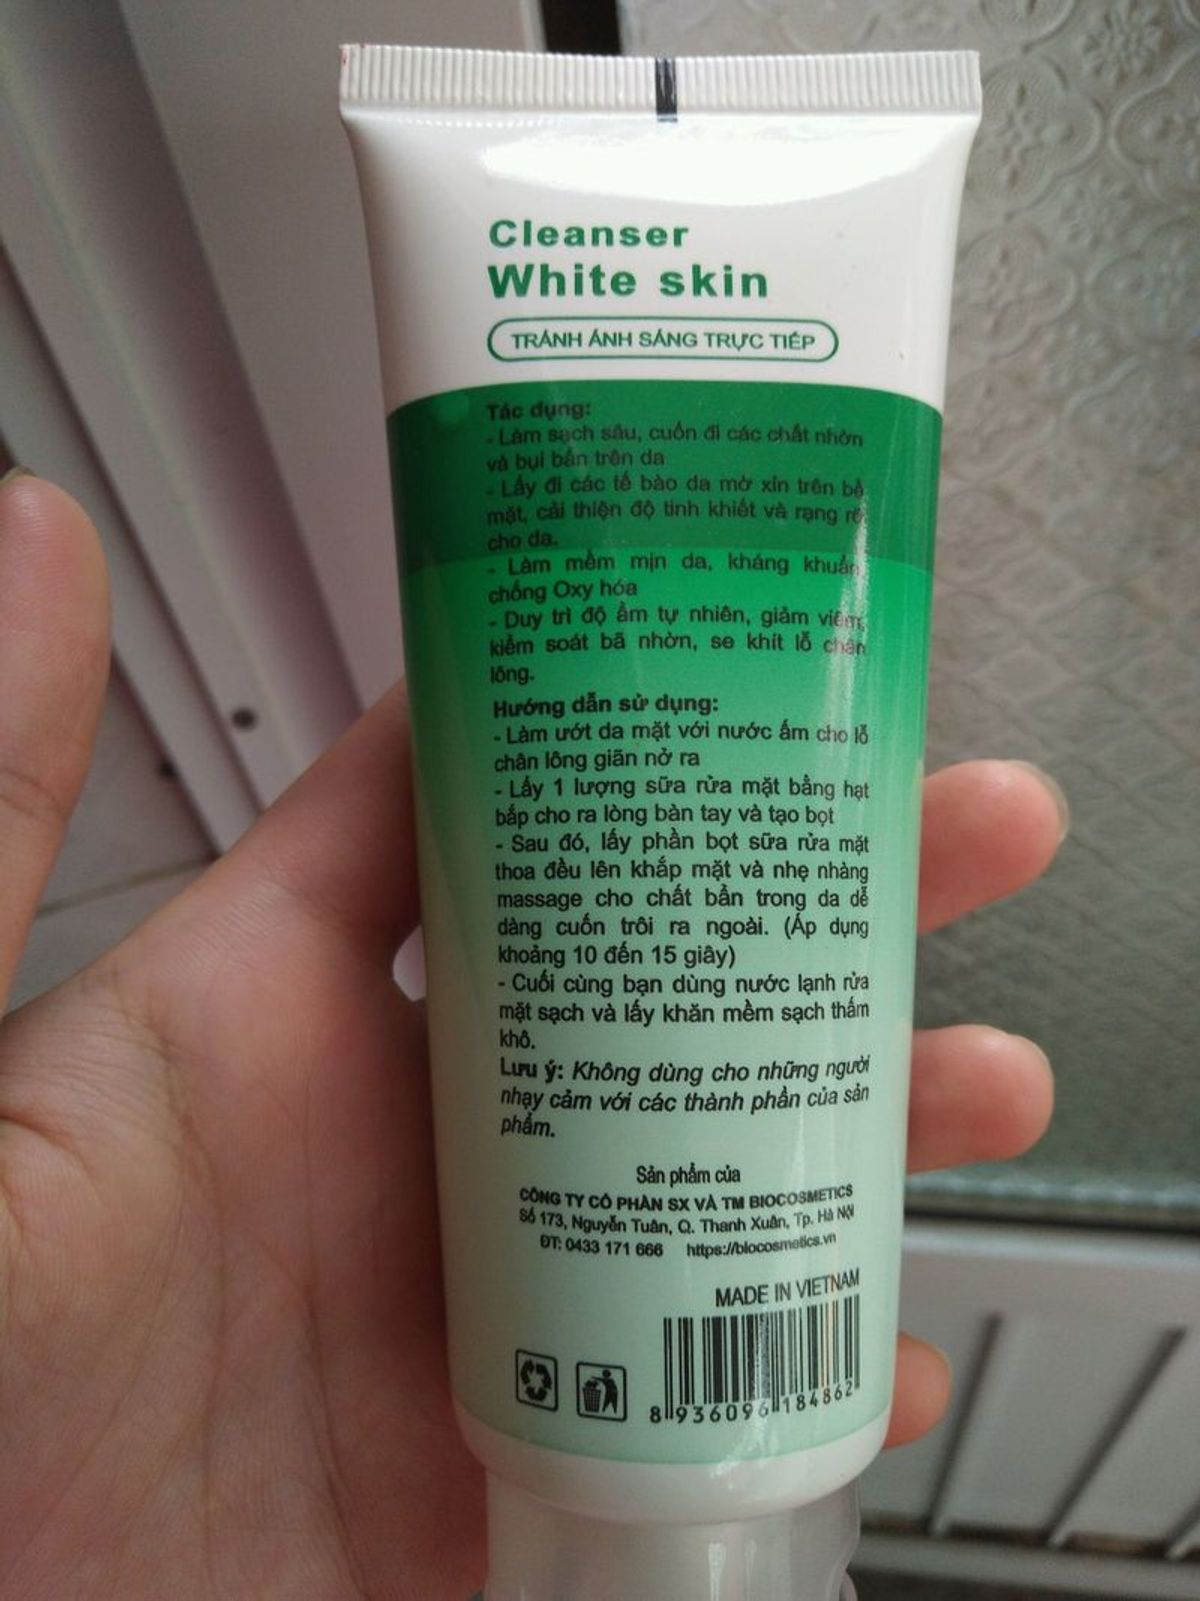 Cleanser
White skin
TRÁNH ÁNH SÁNG TRỰC TIẾP
Tác dụng:
- Làm sạch sâu, cuốn đi các chất nhờn
và bụi bẩn trên da
- Lấy đi các tế bào da mờ xỉn trên bề
mặt, cải thiện độ tinh khiết và rạng rỡ
cho da.
- Làm mềm mịn da, kháng khuẩn,
chống Oxy hóa
- Duy trì độ ẩm tự nhiên, giảm viêm,
kiểm soát bã nhờn, se khít lỗ chân
lông.
Hướng dẫn sử dụng:
- Làm ướt da mặt với nước ấm cho lỗ
chân lông giãn nở ra
- Lấy 1 lượng sữa rửa mặt bằng hạt
bắp cho ra lòng bàn tay và tạo bọt
- Sau đó, lấy phần bọt sữa rửa mặt
thoa đều lên khắp mặt và nhẹ nhàng
massage cho chất bẩn trong da dễ
dàng cuốn trôi ra ngoài. (Áp dụng
khoảng 10 đến 15 giây)
- Cuối cùng bạn dùng nước lạnh rửa
mặt sạch và lấy khăn mềm sạch thấm
khô.
Lưu ý: Không dùng cho những người
nhạy cảm với các thành phần của sản
phẩm.
Sản phẩm của
CÔNG TY CỔ PHẦN SX VÀ TM BIOCOSMETICS
Số 173, Nguyễn Tuân, Q. Thanh Xuân, Tp. Hà Nội
ĐT: 0433 171 666 https://biocosmetics.vn
MADE IN VIETNAM
8 936096 184862